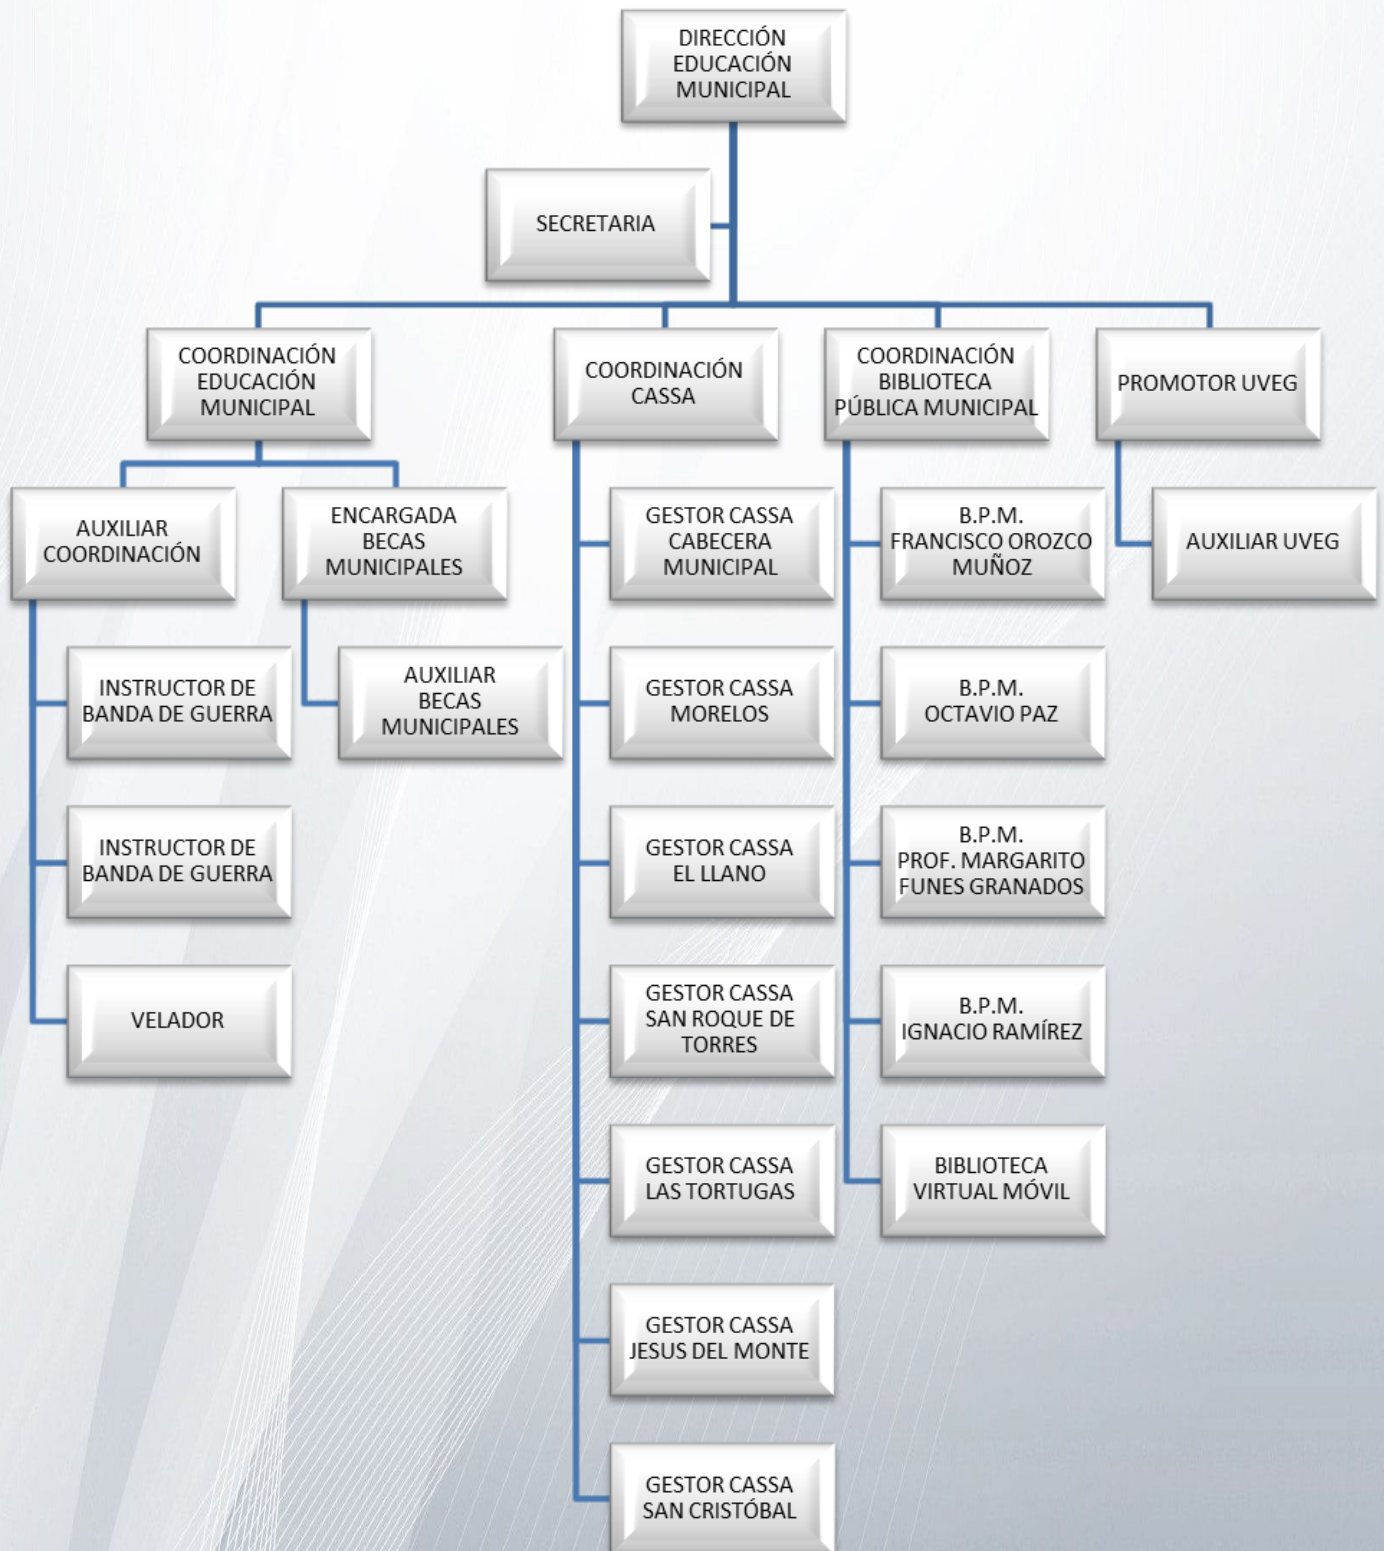 DIRECCIÓN
EDUCACIÓN
MUNICIPAL
SECRETARIA
COORDINACIÓN
EDUCACIÓN
MUNICIPAL
COORDINACIÓN
CASSA
COORDINACIÓN
BIBLIOTECA
PÚBLICA MUNICIPAL
PROMOTOR UVEG
AUXILIAR
COORDINACIÓN
ENCARGADA
BECAS
MUNICIPALES
GESTOR CASSA
CABECERA
MUNICIPAL
B.P.M.
FRANCISCO OROZCO
MUÑOZ
AUXILIAR UVEG
INSTRUCTOR DE
BANDA DE GUERRA
AUXILIAR
BECAS
MUNICIPALES
GESTOR CASSA
MORELOS
B.P.M.
OCTAVIO PAZ
INSTRUCTOR DE
BANDA DE GUERRA
GESTOR CASSA
EL LLANO
B.P.M.
PROF. MARGARITO
FUNES GRANADOS
VELADOR
GESTOR CASSA
SAN ROQUE DE
TORRES
B.P.M.
IGNACIO RAMÍREZ
GESTOR CASSA
LAS TORTUGAS
BIBLIOTECA
VIRTUAL MÓVIL
GESTOR CASSA
JESUS DEL MONTE
GESTOR CASSA
SAN CRISTÓBAL